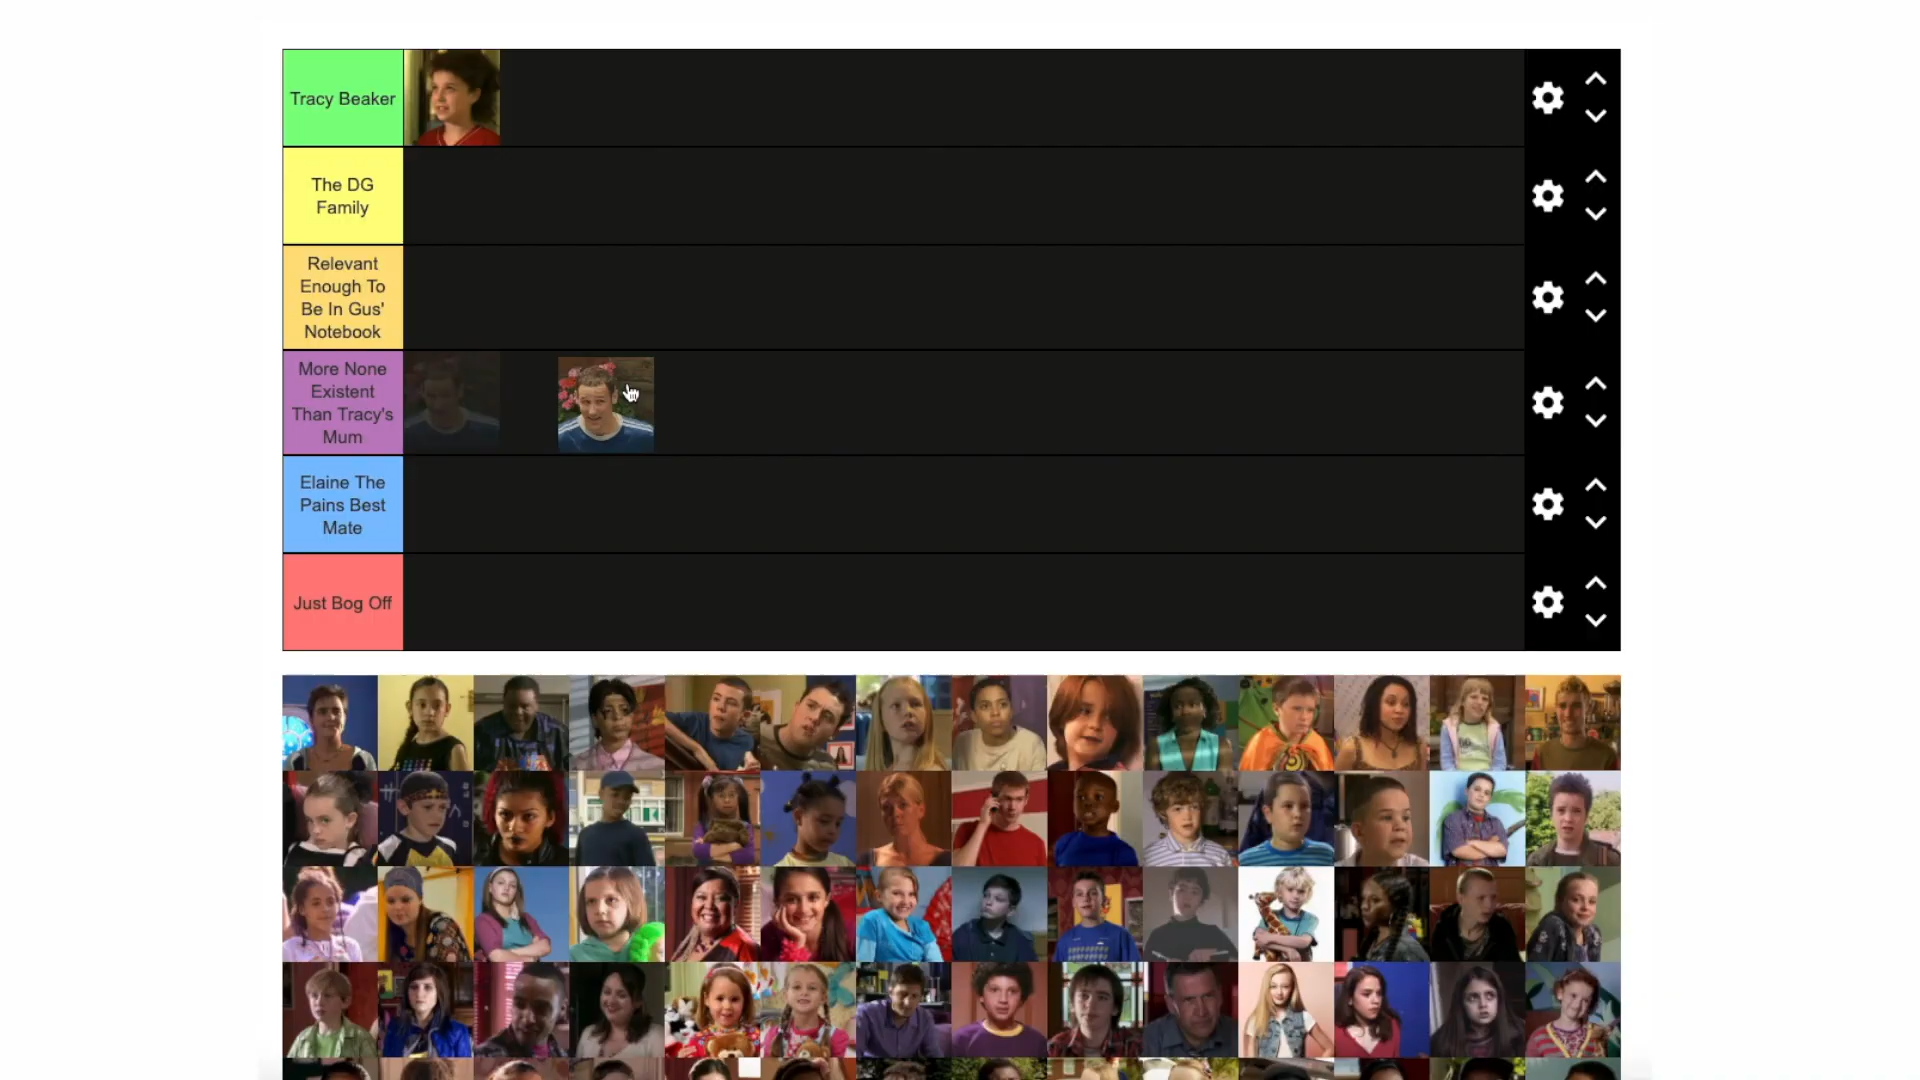 Tracy Beaker
The DG
Family
Relevant
Enough To
Be In Gus'
Notebook
More None
Existent
Than Tracy's
Mum
Elaine The
Pains Best
Mate
Just Bog Off